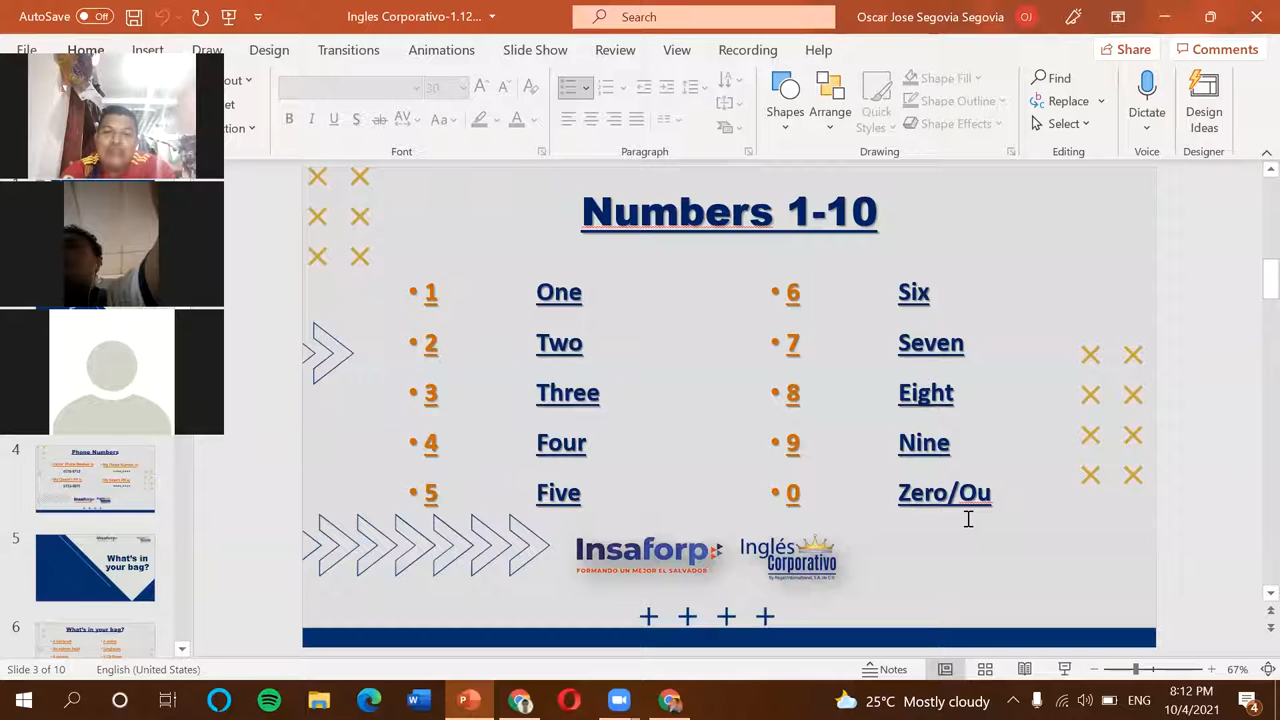 AutoSave Off Ingles Corporativo-1.12... Search Oscar Jose Segovia Segovia OJ
File Home Insert Draw Design Transitions Animations Slide Show Review View Recording Help Share Comments
Shapes Arrange Quick Styles Shape Fill Shape Outline Shape Effects Find Replace Select Dictate Design Ideas
Font Paragraph Drawing Editing Voice Designer
Numbers 1-10
1 One 6 Six
2 Two 7 Seven
3 Three 8 Eight
4 Four 9 Nine
5 Five 0 Zero/Ou
Insaforp Inglés Corporativo
FORMANDO UN MEJOR EL SALVADOR
4
Phone Numbers
5
What's in
your bag?
6
What's in your bag?
Slide 3 of 10 English (United States) Notes 67%
25°C Mostly cloudy ENG 8:12 PM
10/4/2021 4